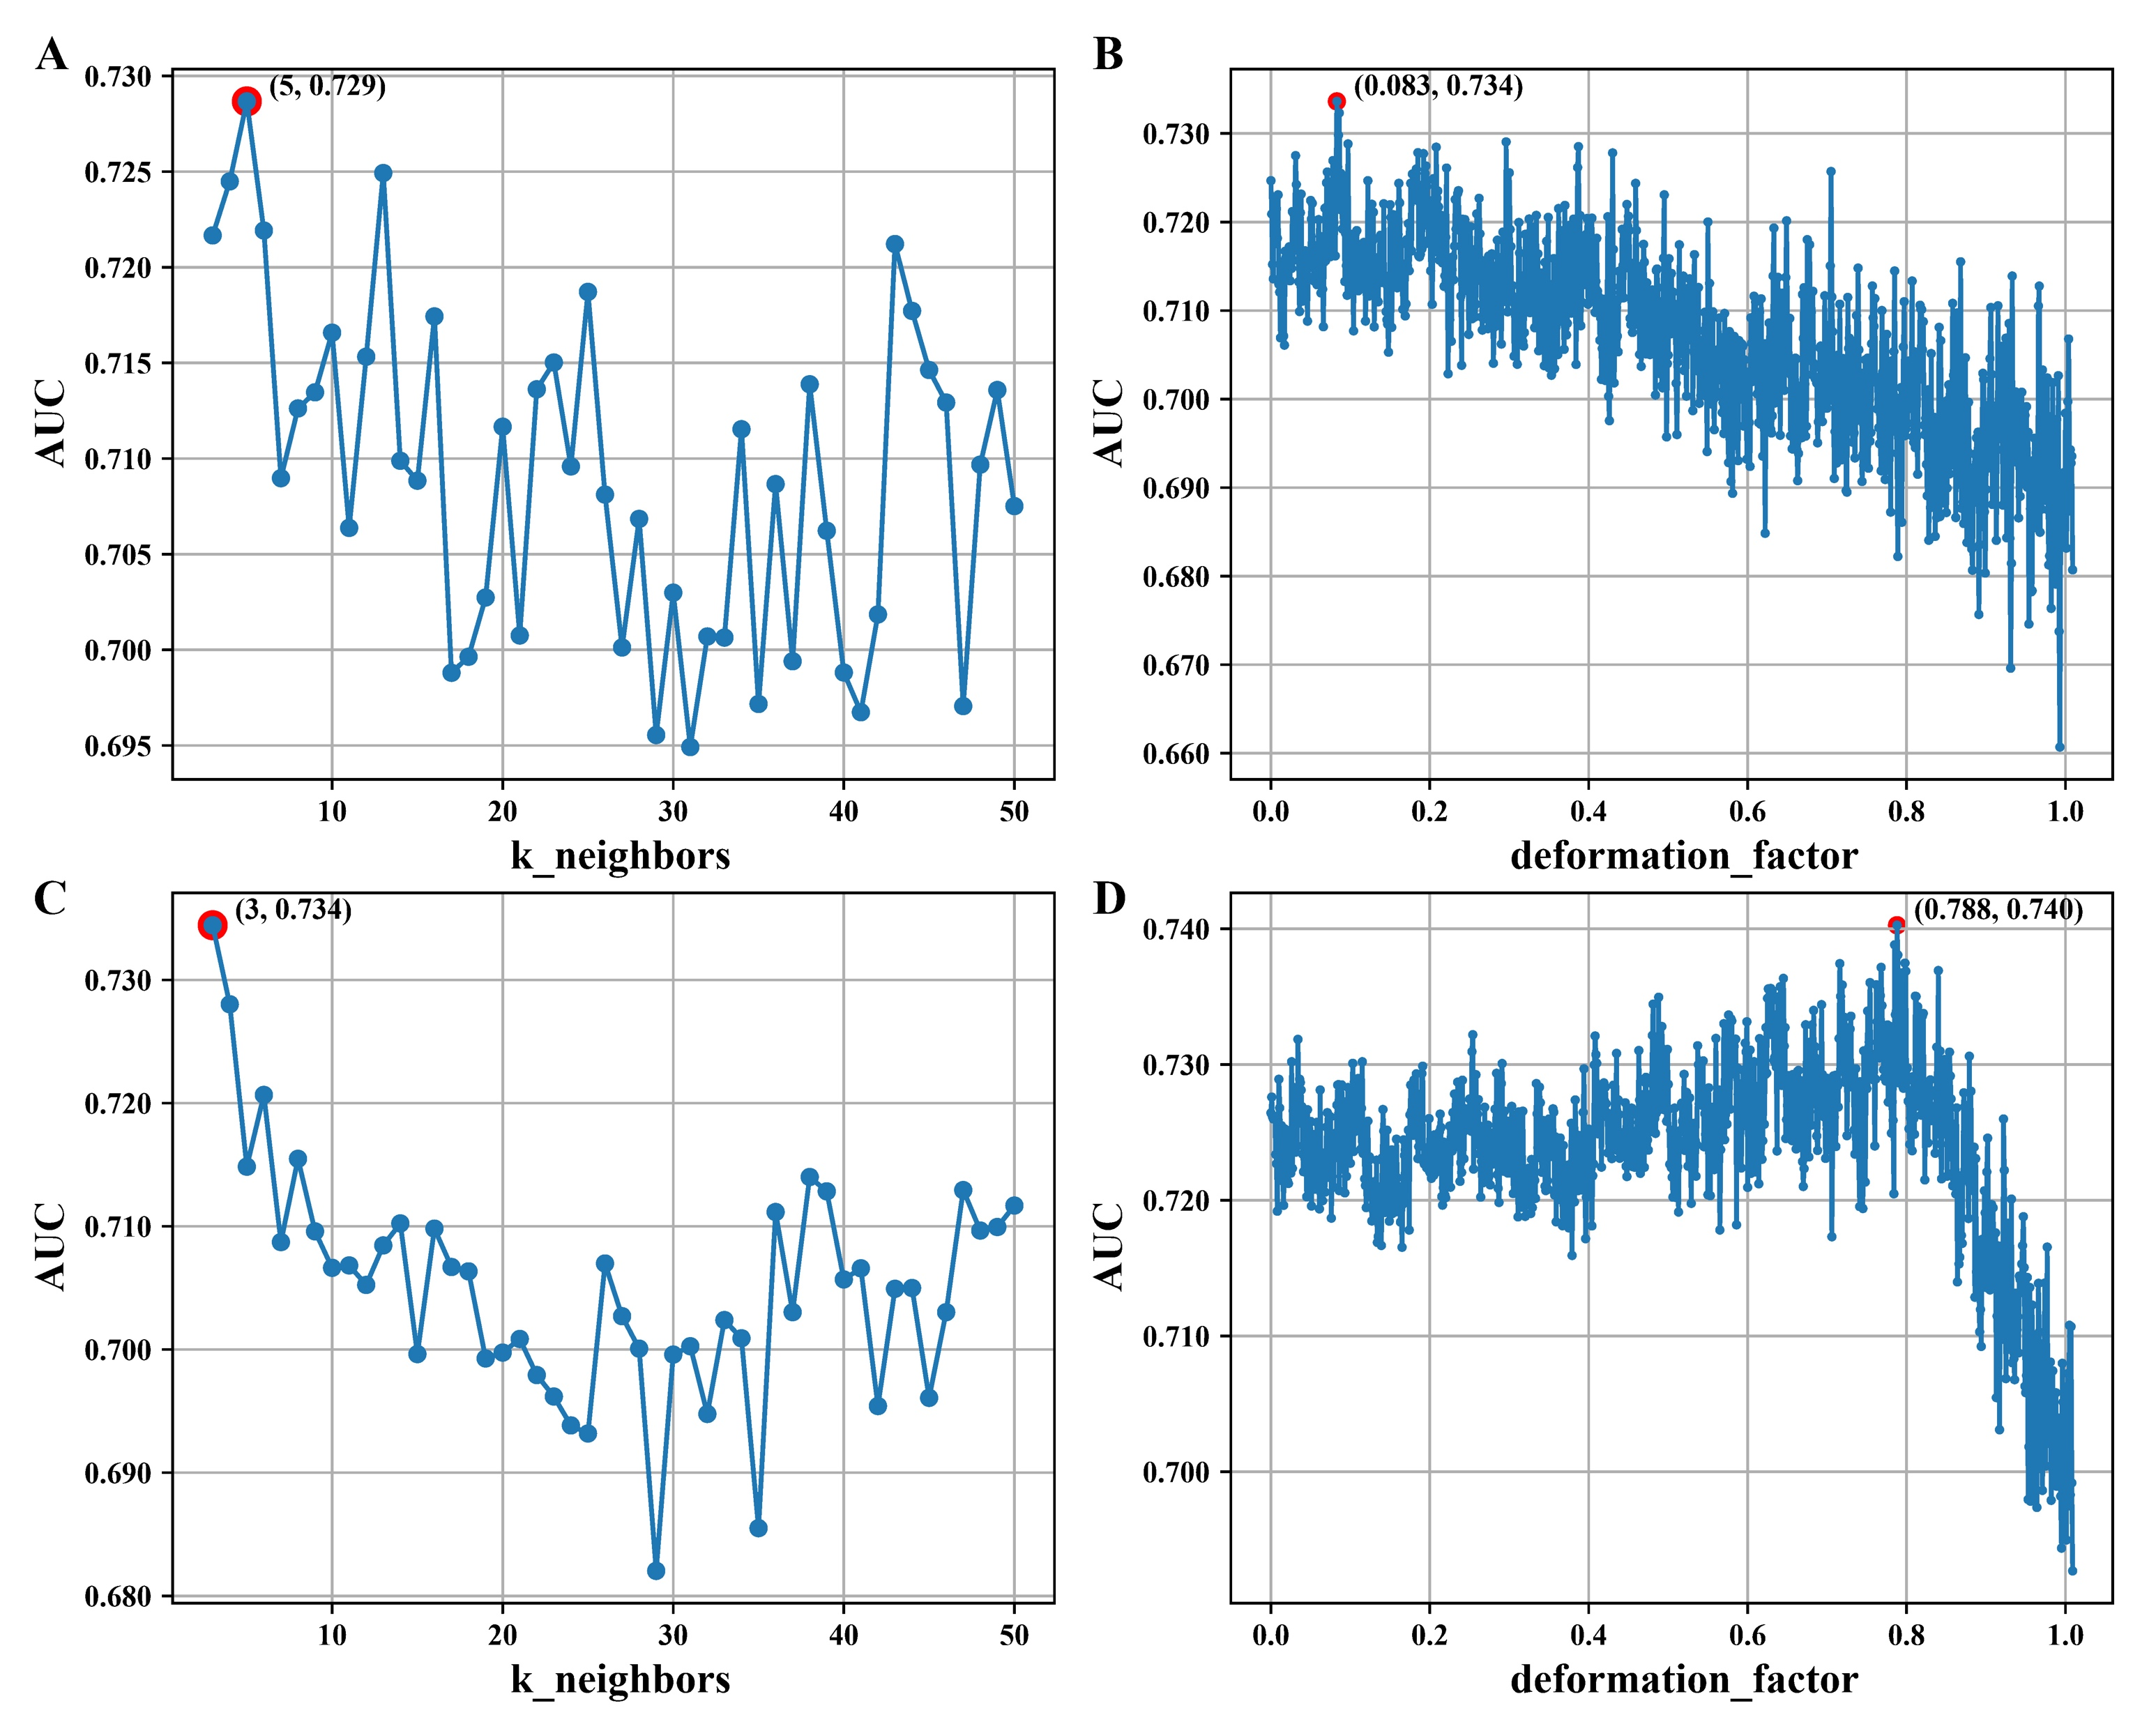 A
0.730
0.725
0.720
0.715
0.710
0.705
0.700
0.695
AUC
(5, 0.729)
10 20 30 40 50
k_neighbors
B
0.730
0.720
0.710
0.700
0.690
0.680
0.670
0.660
AUC
(0.083, 0.734)
0.0 0.2 0.4 0.6 0.8 1.0
deformation_factor
C
0.730
0.720
0.710
0.700
0.690
0.680
AUC
(3, 0.734)
10 20 30 40 50
k_neighbors
D
0.740
0.730
0.720
0.710
0.700
AUC
(0.788, 0.740)
0.0 0.2 0.4 0.6 0.8 1.0
deformation_factor